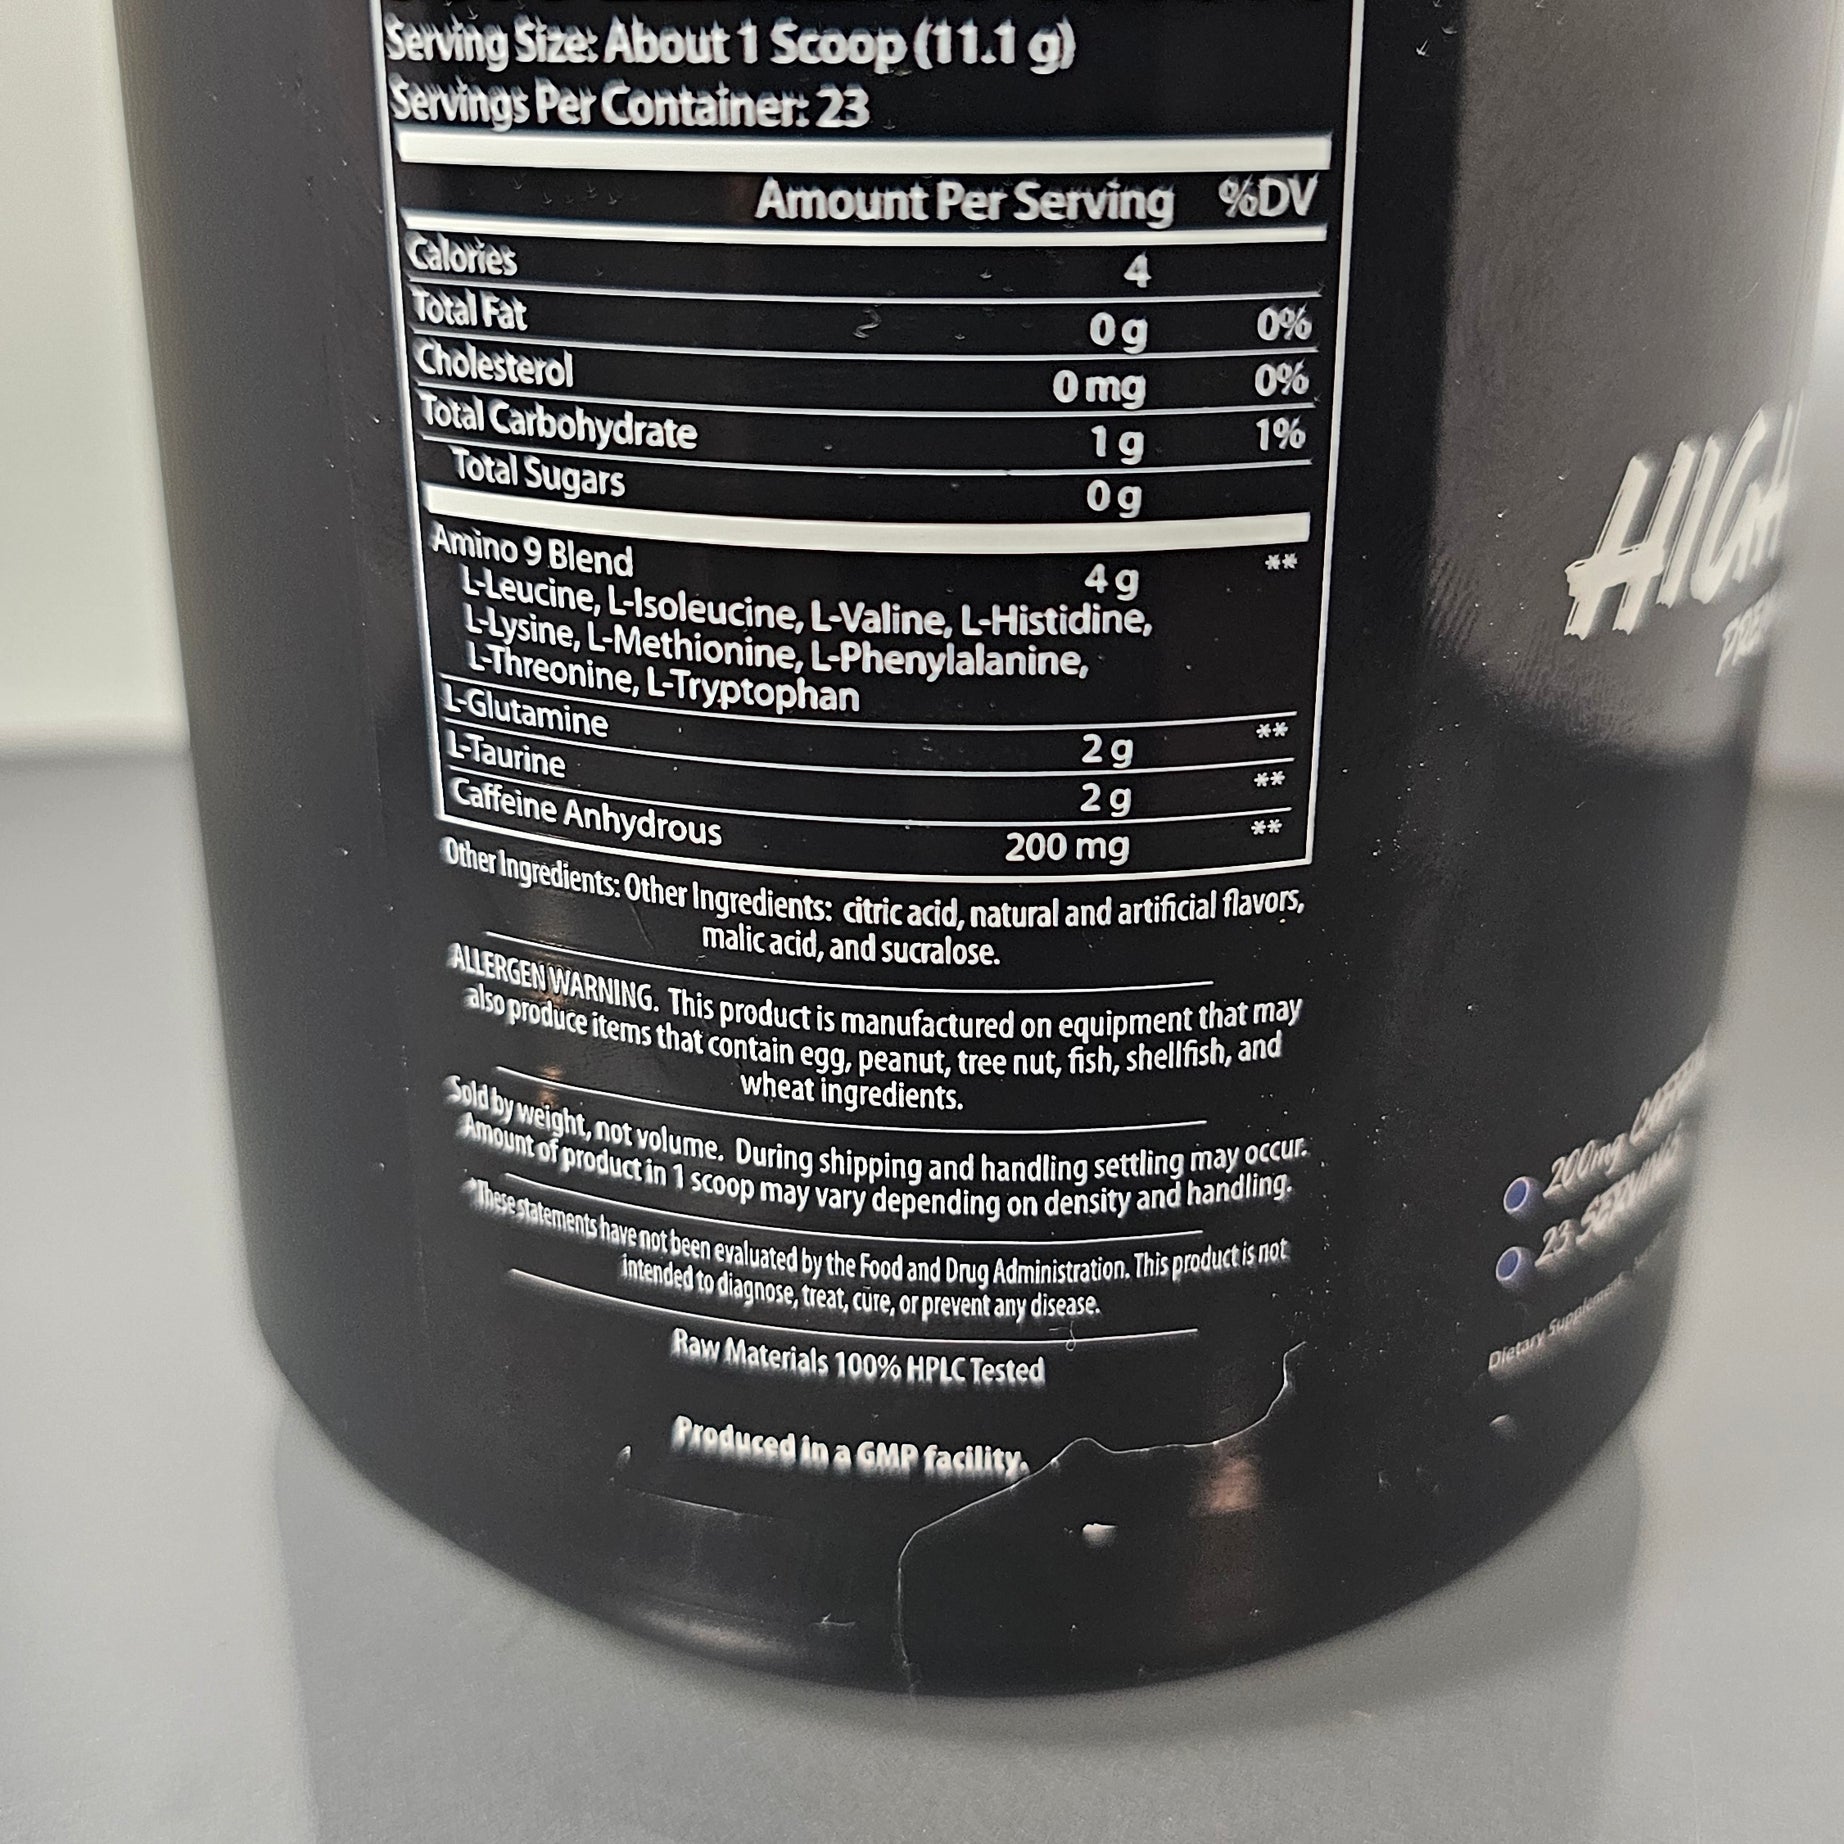 Serving Size: About 1 Scoop (11.1 g)
Servings Per Container: 23
Amount Per Serving %DV
Calories 4
Total Fat 0 g 0%
Cholesterol 0 mg 0%
Total Carbohydrate 1 g 1%
Total Sugars 0 g
Amino 9 Blend 4 g **
L-Leucine, L-Isoleucine, L-Valine, L-Histidine,
L-Lysine, L-Methionine, L-Phenylalanine,
L-Threonine, L-Tryptophan
L-Glutamine 2 g **
L-Taurine 2 g **
Caffeine Anhydrous 200 mg **
Other Ingredients: Other Ingredients: citric acid, natural and artificial flavors,
malic acid, and sucralose.
ALLERGEN WARNING. This product is manufactured on equipment that may
also produce items that contain egg, peanut, tree nut, fish, shellfish, and
wheat ingredients.
Sold by weight, not volume. During shipping and handling settling may occur.
Amount of product in 1 scoop may vary depending on density and handling.
*These statements have not been evaluated by the Food and Drug Administration. This product is not
intended to diagnose, treat, cure, or prevent any disease.
Raw Materials 100% HPLC Tested
Produced in a GMP facility.
HIGH
200mg
23
Dietary Supplement